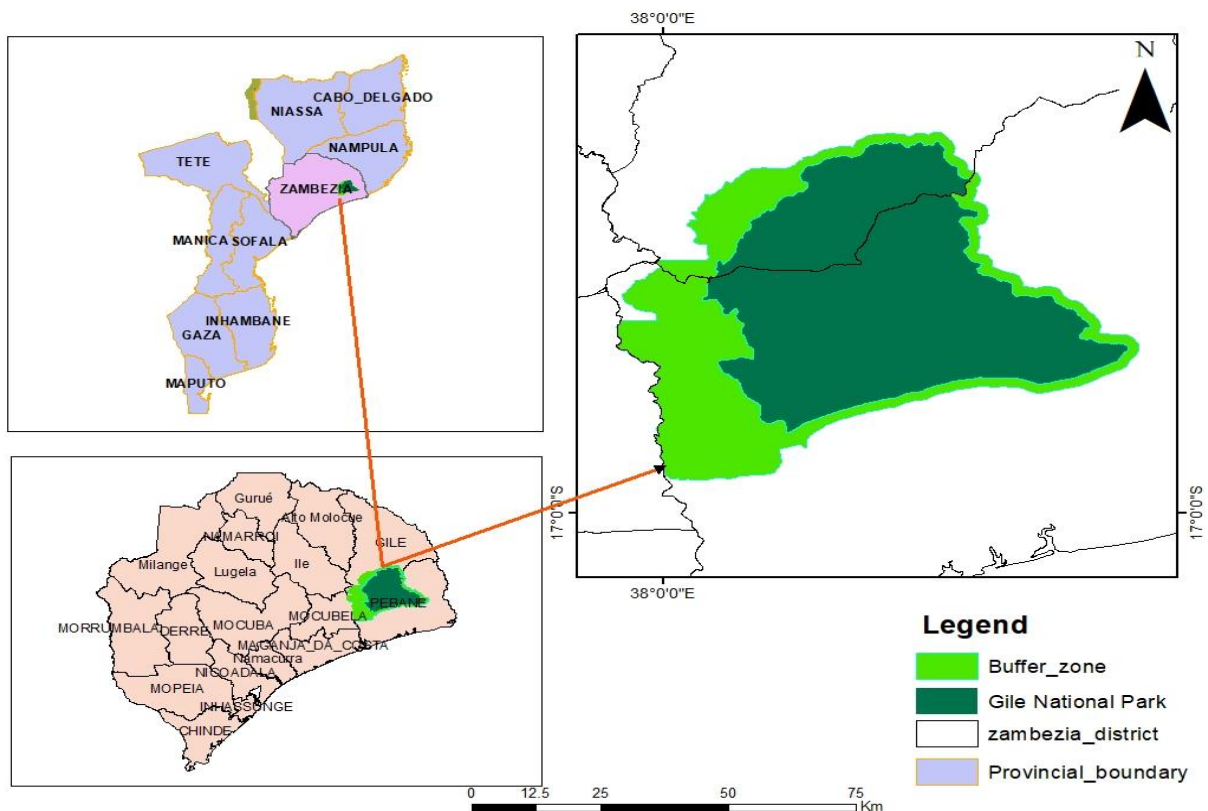 38°0'0"E
N
CABO_DELGADO
NIASSA
NAMPULA
TETE
ZAMBEZIA
MANICA
SOFALA
INHAMBANE
GAZA
MAPUTO
17°0'0"S
17°0'0"S
38°0'0"E
Gurué
Alto Molocue
NAMARROI
GILE
Milange
Lugela
Ile
PEBANE
MOCUBELA
MORRUMBALA
DERRE
MOCUBA
MAGANJA_DA_COSTA
Namacurra
NICOADALA
MOPEIA
INHASSUNGE
CHINDE
Legend
Buffer_zone
Gile National Park
zambezia_district
Provincial_boundary
0 12.5 25 50 75
Km